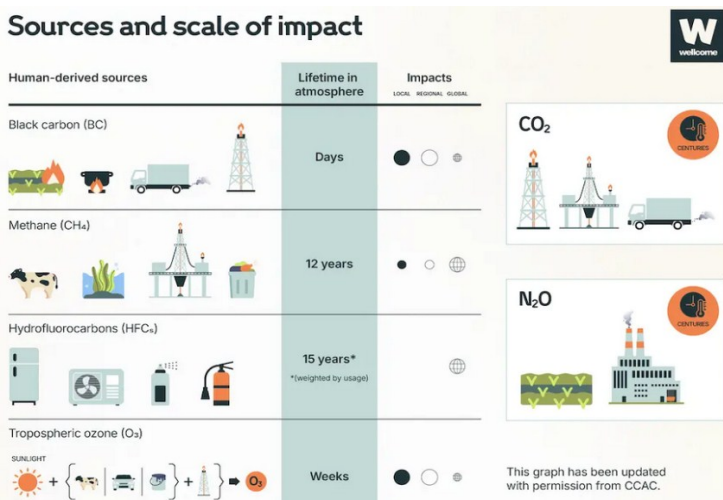 Sources and scale of impact
W
wellcome
Human-derived sources
Lifetime in
atmosphere
Impacts
LOCAL REGIONAL GLOBAL
Black carbon (BC)
Days
Methane (CH₄)
12 years
Hydrofluorocarbons (HFCₛ)
15 years*
*(weighted by usage)
Tropospheric ozone (O₃)
SUNLIGHT
+ { | | } + O₃
Weeks
CO₂
CENTURIES
N₂O
CENTURIES
This graph has been updated
with permission from CCAC.